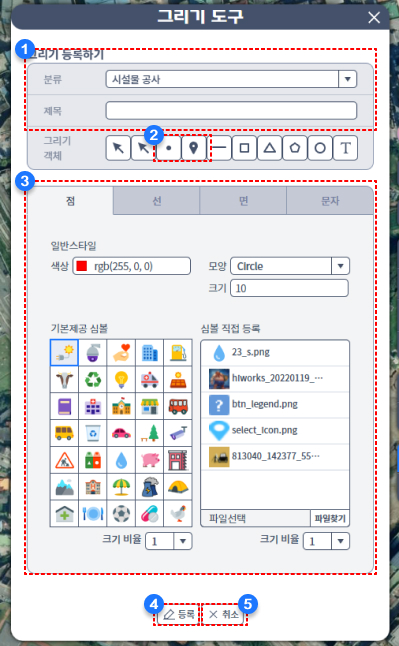 그리기 도구
1
그리기 등록하기
분류
시설물 공사
제목
2
그리기
객체
T
3
점
선
면
문자
일반스타일
색상
rgb(255, 0, 0)
모양
Circle
크기
10
기본제공 심볼
심볼 직접 등록
23_s.png
hiworks_20220119_···
btn_legend.png
select_icon.png
813040_142377_55···
파일선택
파일찾기
크기 비율
1
크기 비율
1
4
등록
5
취소